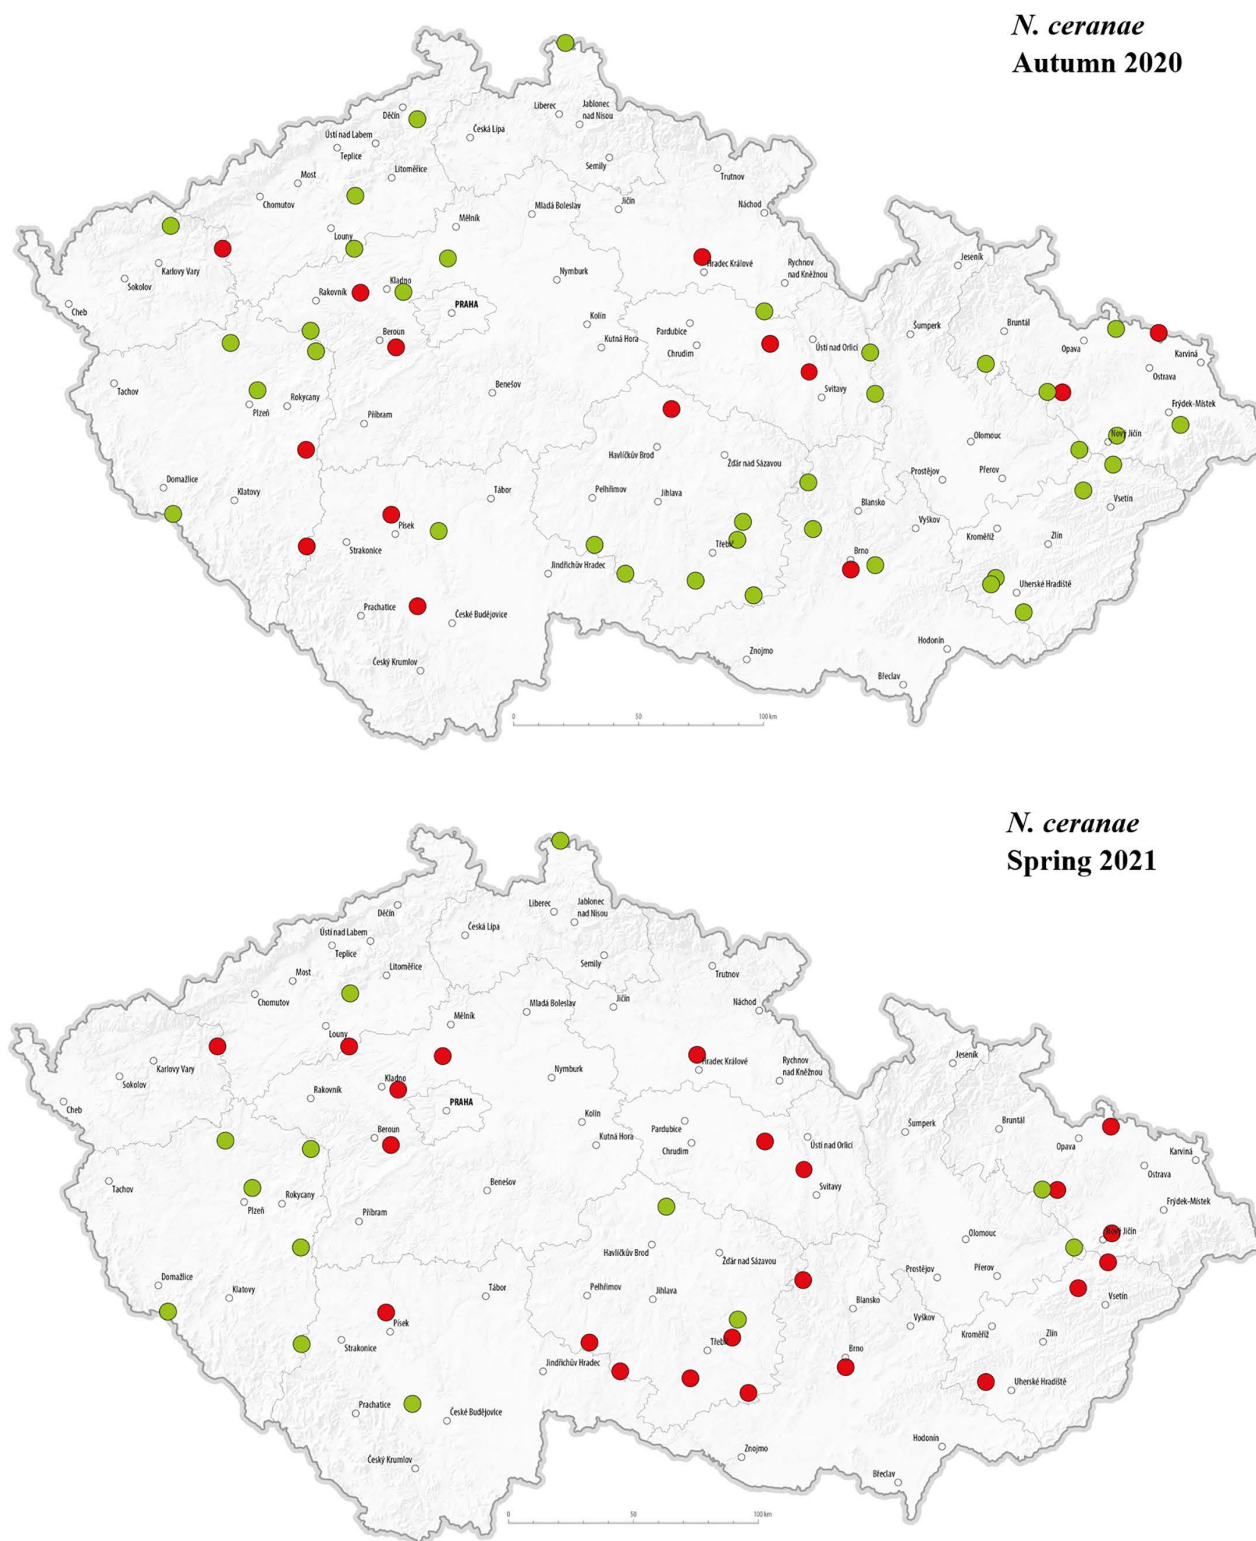 N. ceranae
Autumn 2020
Děčín
Liberec
Jablonec
nad Nisou
Ústí nad Labem
Teplice
Česká Lípa
Semily
Most
Litoměřice
Trutnov
Chomutov
Mladá Boleslav
Jičín
Náchod
Mělník
Louny
Karlovy Vary
Sokolov
Hradec Králové
Rychnov
nad Kněžnou
Jeseník
Nymburk
Kladno
Rakovník
Cheb
PRAHA
Kolín
Pardubice
Chrudim
Kutná Hora
Beroun
Ústí nad Orlicí
Šumperk
Bruntál
Opava
Karviná
Ostrava
Tachov
Benešov
Svitavy
Plzeň
Rokycany
Příbram
Frýdek-Místek
Nový Jičín
Olomouc
Havlíčkův Brod
Žďár nad Sázavou
Prostějov
Přerov
Domažlice
Klatovy
Tábor
Pelhřimov
Jihlava
Blansko
Vsetín
Vyškov
Kroměříž
Zlín
Písek
Strakonice
Třebíč
Brno
Jindřichův Hradec
Uherské Hradiště
Prachatice
České Budějovice
Hodonín
Znojmo
Český Krumlov
Břeclav
0 50 100 km
N. ceranae
Spring 2021
Děčín
Liberec
Jablonec
nad Nisou
Ústí nad Labem
Teplice
Česká Lípa
Semily
Most
Litoměřice
Trutnov
Chomutov
Mladá Boleslav
Jičín
Náchod
Mělník
Louny
Karlovy Vary
Sokolov
Hradec Králové
Rychnov
nad Kněžnou
Jeseník
Nymburk
Kladno
Rakovník
Cheb
PRAHA
Kolín
Pardubice
Chrudim
Kutná Hora
Beroun
Ústí nad Orlicí
Šumperk
Bruntál
Opava
Karviná
Ostrava
Tachov
Benešov
Svitavy
Plzeň
Rokycany
Příbram
Frýdek-Místek
Nový Jičín
Olomouc
Havlíčkův Brod
Žďár nad Sázavou
Prostějov
Přerov
Domažlice
Klatovy
Tábor
Pelhřimov
Jihlava
Blansko
Vsetín
Vyškov
Kroměříž
Zlín
Písek
Strakonice
Třebíč
Brno
Jindřichův Hradec
Uherské Hradiště
Prachatice
České Budějovice
Hodonín
Znojmo
Český Krumlov
Břeclav
0 50 100 km